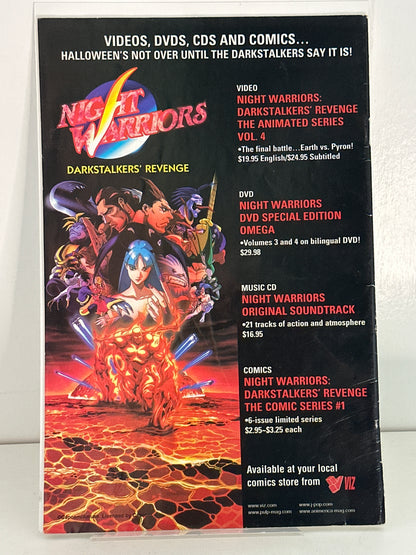 VIDEOS, DVDS, CDS AND COMICS...
HALLOWEEN'S NOT OVER UNTIL THE DARKSTALKERS SAY IT IS!
NIGHT
WARRIORS
DARKSTALKERS' REVENGE
VIDEO
NIGHT WARRIORS:
DARKSTALKERS' REVENGE
THE ANIMATED SERIES
VOL. 4
•The final battle...Earth vs. Pyron!
$19.95 English/$24.95 Subtitled
DVD
NIGHT WARRIORS
DVD SPECIAL EDITION
OMEGA
•Volumes 3 and 4 on bilingual DVD!
$29.98
MUSIC CD
NIGHT WARRIORS
ORIGINAL SOUNDTRACK
•21 tracks of action and atmosphere
$16.95
COMICS
NIGHT WARRIORS:
DARKSTALKERS' REVENGE
THE COMIC SERIES #1
•6-issue limited series
$2.95~$3.25 each
Available at your local
comics store from VIZ
www.viz.com www.j-pop.com
www.pulp-mag.com www.animerica-mag.com